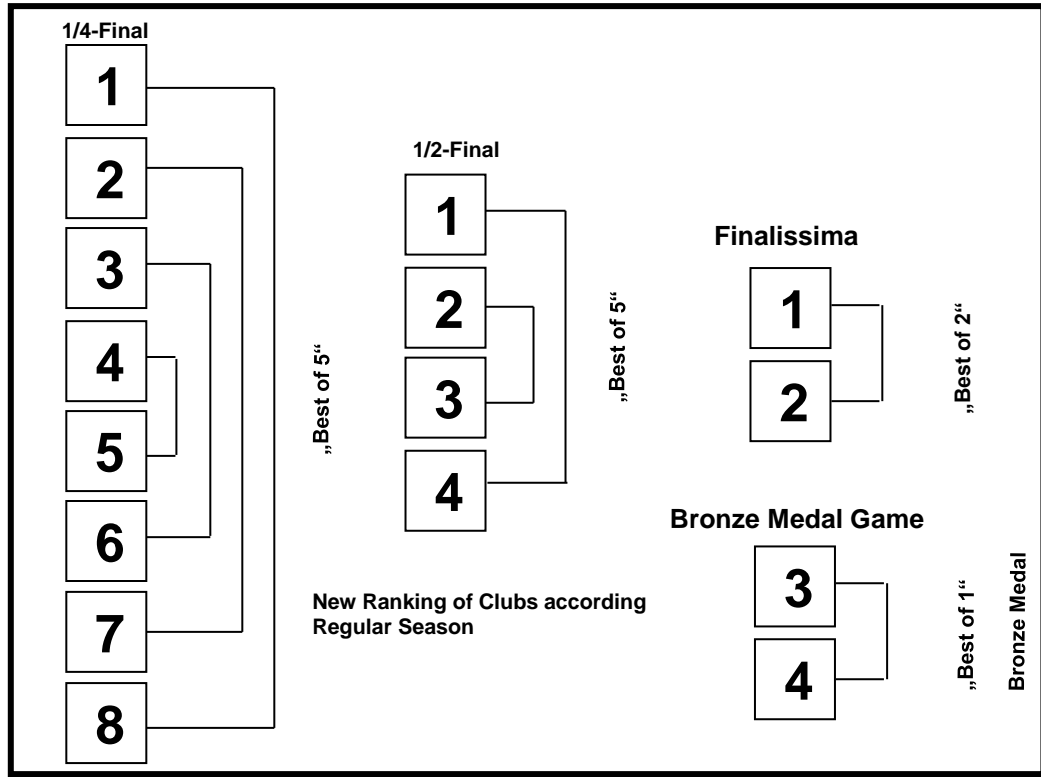 1/4-Final
1
2
3
4
5
6
7
8
„Best of 5“
1/2-Final
1
2
3
4
„Best of 5“
New Ranking of Clubs according
Regular Season
Finalissima
1
2
„Best of 2“
Bronze Medal Game
3
4
„Best of 1“
Bronze Medal